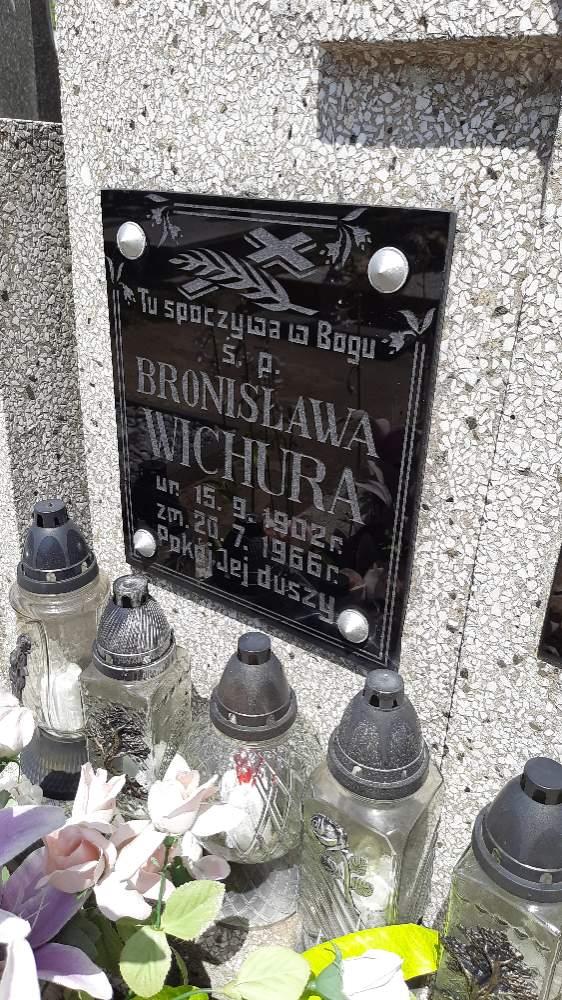 Tu spoczywa w Bogu
ś. p.
BRONISŁAWA
WICHURA
ur. 15. 9. 1902 r.
zm. 20. 7. 1966 r.
Pokój Jej duszy